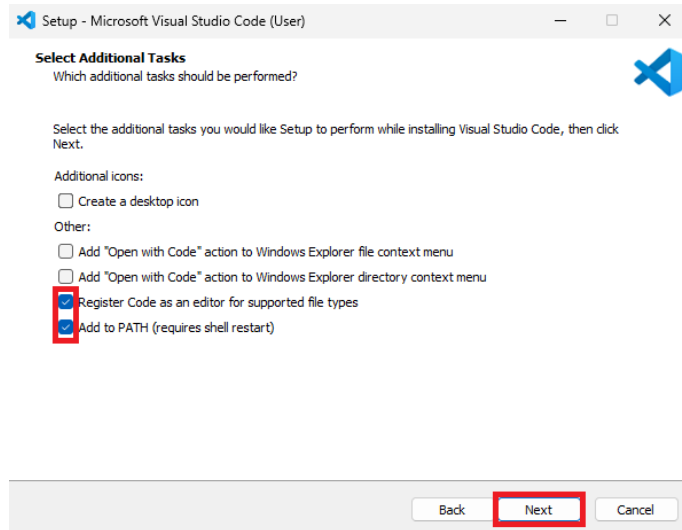 Setup - Microsoft Visual Studio Code (User)
Select Additional Tasks
Which additional tasks should be performed?
Select the additional tasks you would like Setup to perform while installing Visual Studio Code, then click
Next.
Additional icons:
Create a desktop icon
Other:
Add "Open with Code" action to Windows Explorer file context menu
Add "Open with Code" action to Windows Explorer directory context menu
Register Code as an editor for supported file types
Add to PATH (requires shell restart)
Back Next Cancel